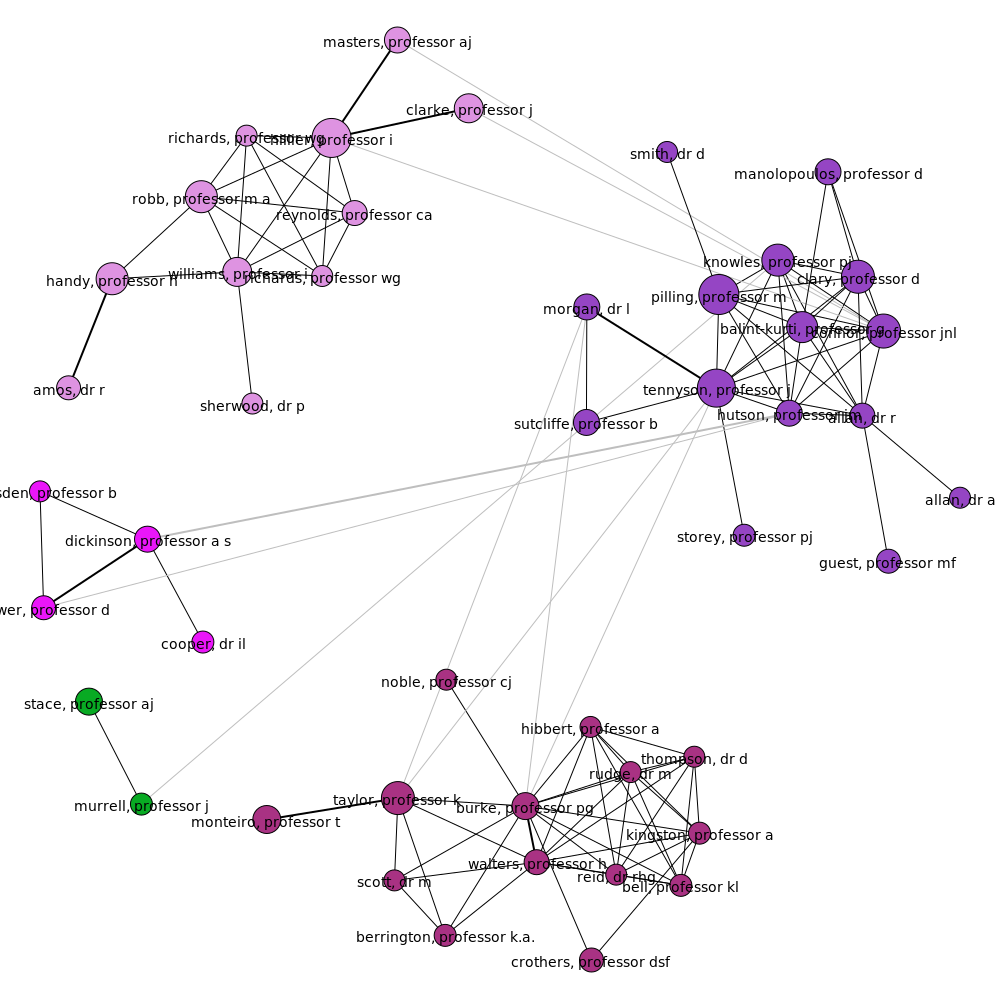 masters, professor aj
clarke, professor j
richards, professor wg
hillier, professor i
smith, dr d
manolopoulos, professor d
robb, professor m a
reynolds, professor ca
knowles, professor pj
handy, professor n
williams, professor i
richards, professor wg
clary, professor d
pilling, professor m
morgan, dr l
balint-kurti, professor g
connor, professor jnl
amos, dr r
sherwood, dr p
tennyson, professor j
sutcliffe, professor b
hutson, professor jm
allan, dr r
sden, professor b
allan, dr a
dickinson, professor a s
storey, professor pj
guest, professor mf
wer, professor d
cooper, dr il
noble, professor cj
stace, professor aj
hibbert, professor a
thompson, dr d
rudge, dr m
murrell, professor j
taylor, professor k
burke, professor pg
monteiro, professor t
kingston, professor a
walters, professor h
scott, dr m
reid, dr rhg
bell, professor kl
berrington, professor k.a.
crothers, professor dsf